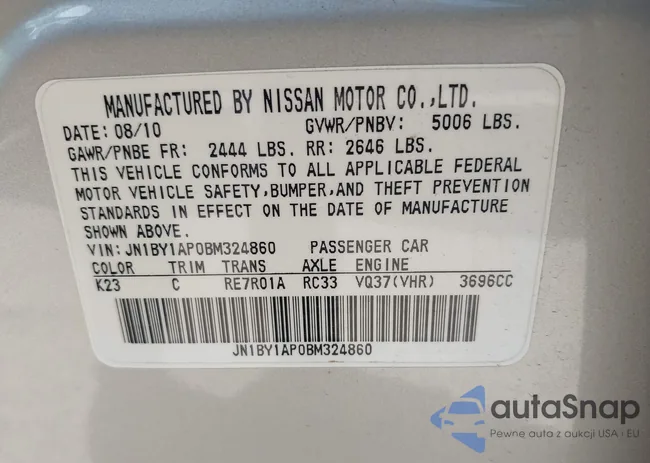 MANUFACTURED BY NISSAN MOTOR CO.,LTD.
DATE: 08/10 GVWR/PNBV: 5006 LBS.
GAWR/PNBE FR: 2444 LBS. RR: 2646 LBS.
THIS VEHICLE CONFORMS TO ALL APPLICABLE FEDERAL
MOTOR VEHICLE SAFETY,BUMPER,AND THEFT PREVENTION
STANDARDS IN EFFECT ON THE DATE OF MANUFACTURE
SHOWN ABOVE.
VIN: JN1BY1AP0BM324860 PASSENGER CAR
COLOR TRIM TRANS AXLE ENGINE
K23 C RE7R01A RC33 VQ37(VHR) 3696CC
JN1BY1AP0BM324860
autaSnap
Pewne auta z aukcji USA i EU